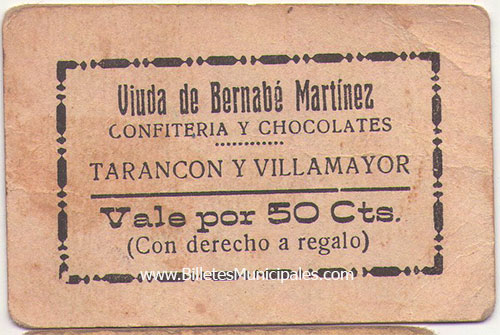 Viuda de Bernabé Martínez
CONFITERIA Y CHOCOLATES
TARANCON Y VILLAMAYOR
Vale por 50 Cts.
(Con derecho a regalo)
www.BilletesMunicipales.com